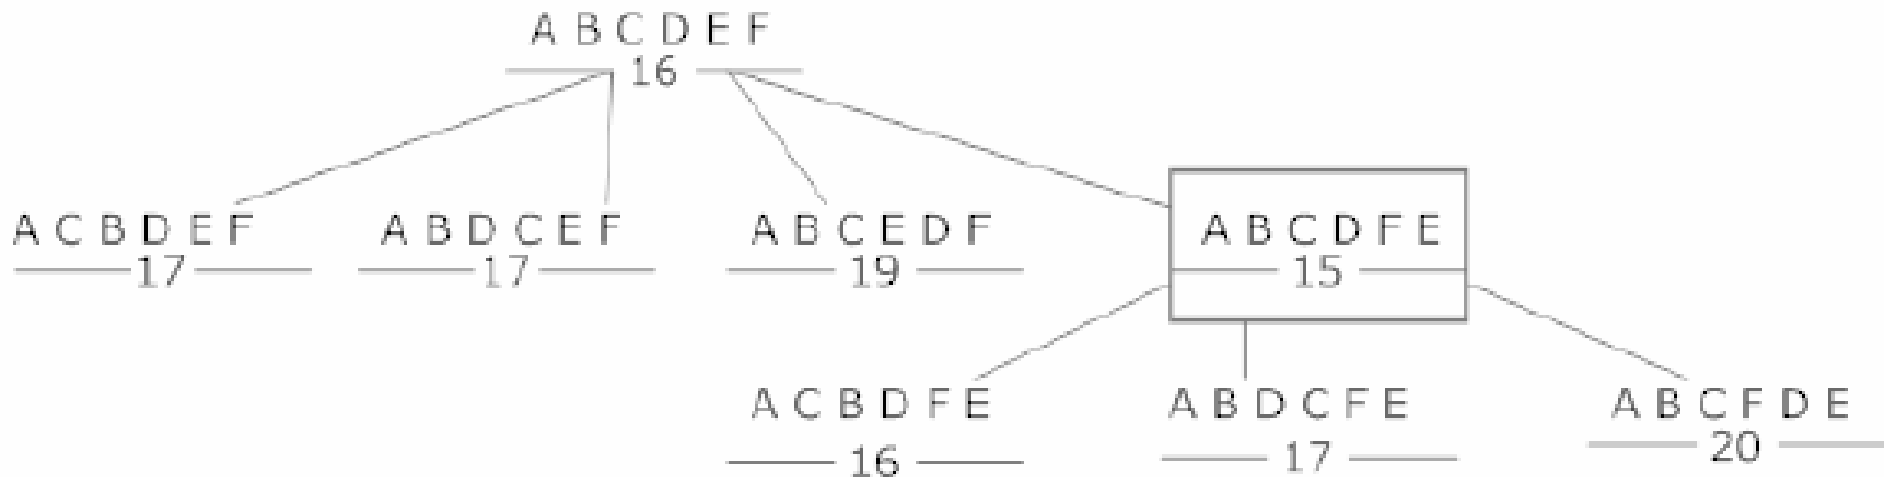 A B C D E F
16
A C B D E F
17
A B D C E F
17
A B C E D F
19
A B C D F E
15
A C B D F E
16
A B D C F E
17
A B C F D E
20